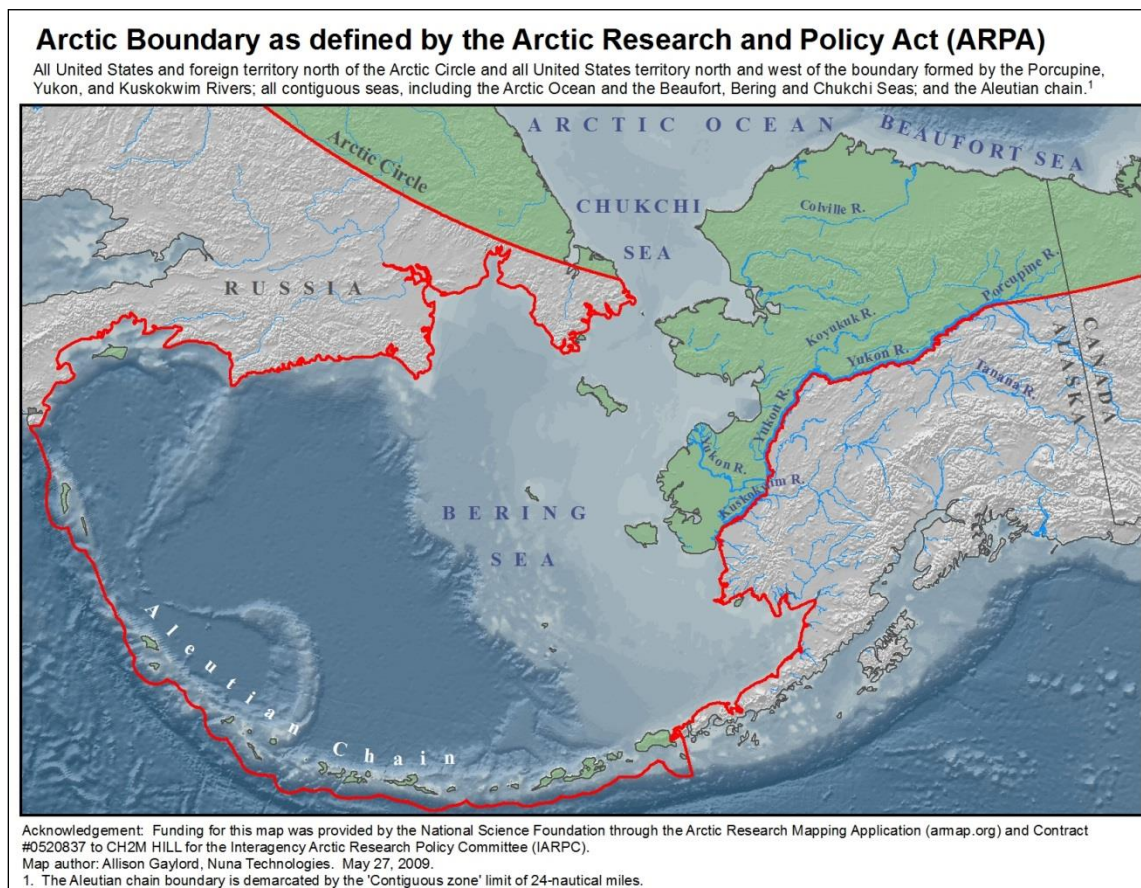 Arctic Boundary as defined by the Arctic Research and Policy Act (ARPA)
All United States and foreign territory north of the Arctic Circle and all United States territory north and west of the boundary formed by the Porcupine,
Yukon, and Kuskokwim Rivers; all contiguous seas, including the Arctic Ocean and the Beaufort, Bering and Chukchi Seas; and the Aleutian chain.¹
ARCTIC OCEAN
BEAUFORT SEA
Arctic Circle
CHUKCHI
SEA
Colville R.
RUSSIA
Porcupine R.
Koyukuk R.
Yukon R.
CANADA
ALASKA
Tanana R.
Yukon R.
Yukon R.
Kuskokwim R.
BERING
SEA
Aleutian
Chain
Acknowledgement: Funding for this map was provided by the National Science Foundation through the Arctic Research Mapping Application (armap.org) and Contract
#0520837 to CH2M HILL for the Interagency Arctic Research Policy Committee (IARPC).
Map author: Allison Gaylord, Nuna Technologies. May 27, 2009.
1. The Aleutian chain boundary is demarcated by the 'Contiguous zone' limit of 24-nautical miles.